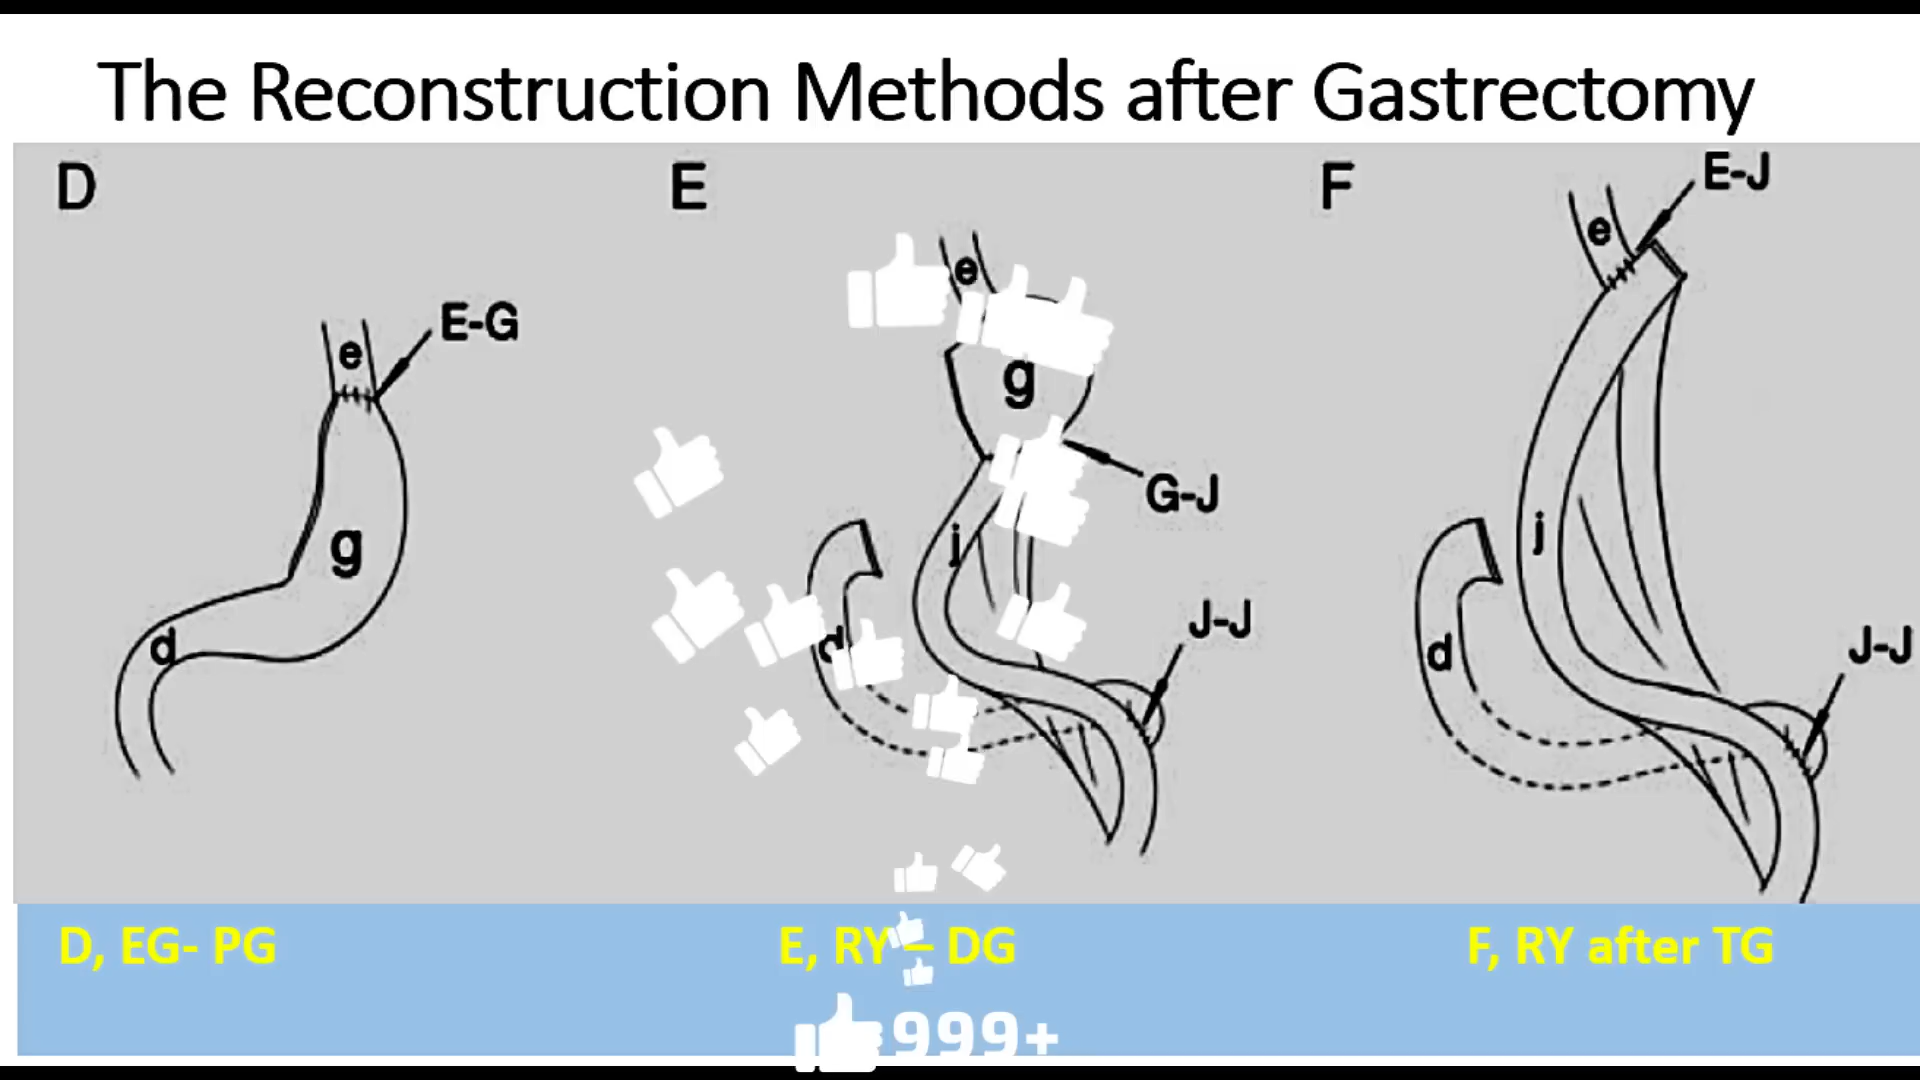 The Reconstruction Methods after Gastrectomy
D
E
F
E-J
e
e
E-G
e
g
G-J
g
j
j
J-J
J-J
d
d
d
D, EG- PG
E, RY – DG
F, RY after TG
999+